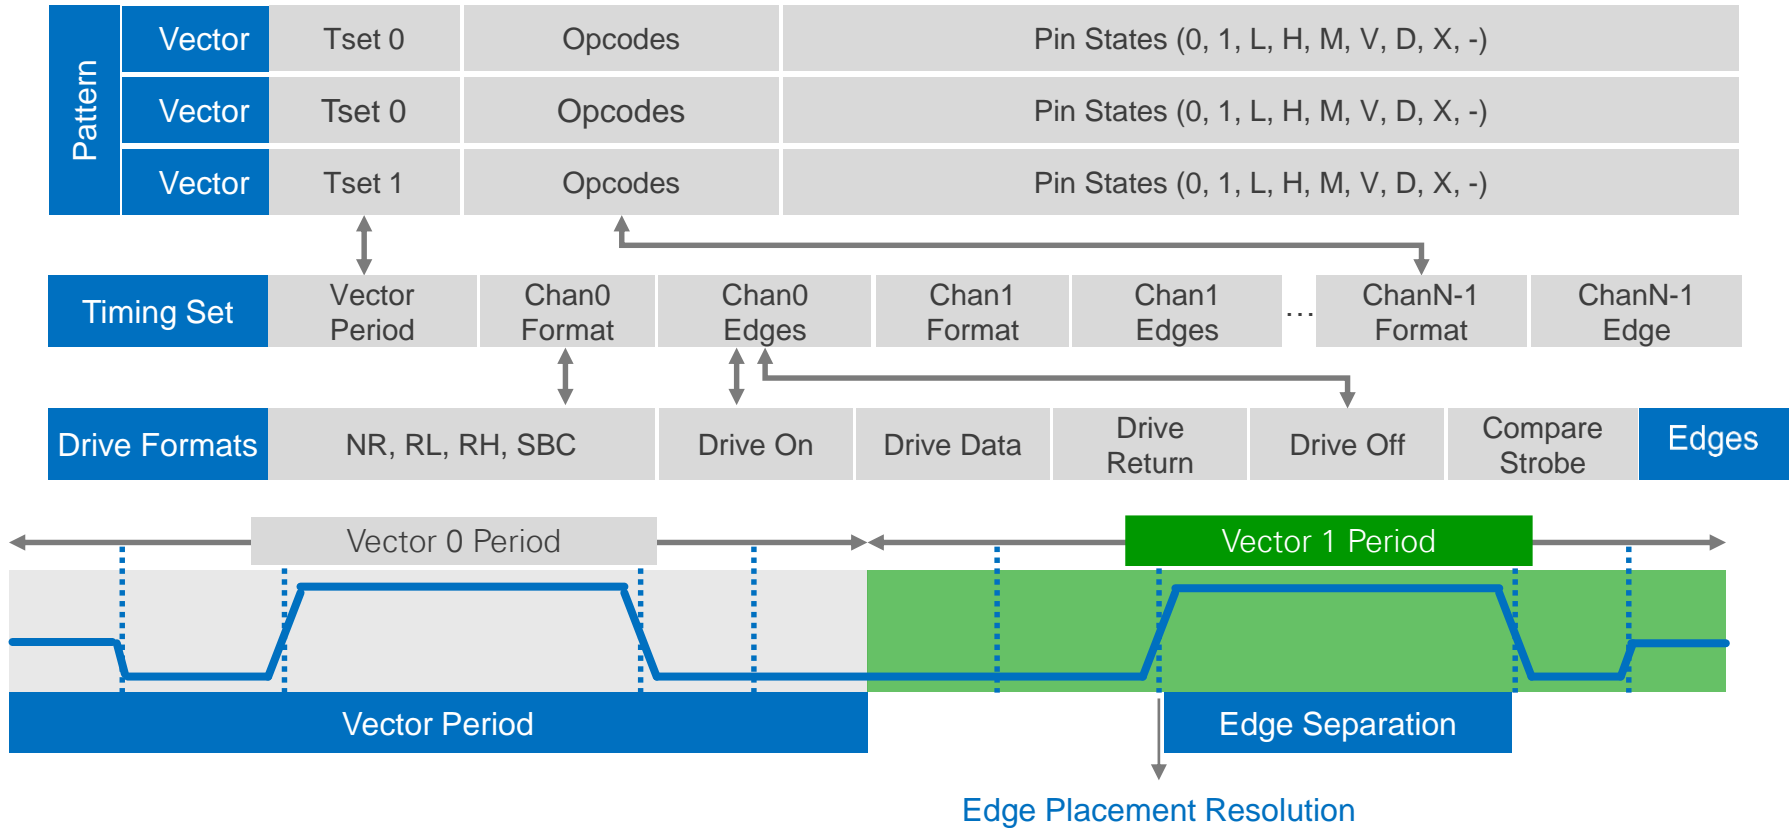 Pattern
Vector Tset 0 Opcodes Pin States (0, 1, L, H, M, V, D, X, -)
Vector Tset 0 Opcodes Pin States (0, 1, L, H, M, V, D, X, -)
Vector Tset 1 Opcodes Pin States (0, 1, L, H, M, V, D, X, -)
Timing Set
Vector
Period
Chan0
Format
Chan0
Edges
Chan1
Format
Chan1
Edges
...
ChanN-1
Format
ChanN-1
Edge
Drive Formats
NR, RL, RH, SBC
Drive On
Drive Data
Drive
Return
Drive Off
Compare
Strobe
Edges
Vector 0 Period
Vector 1 Period
Vector Period
Edge Separation
Edge Placement Resolution